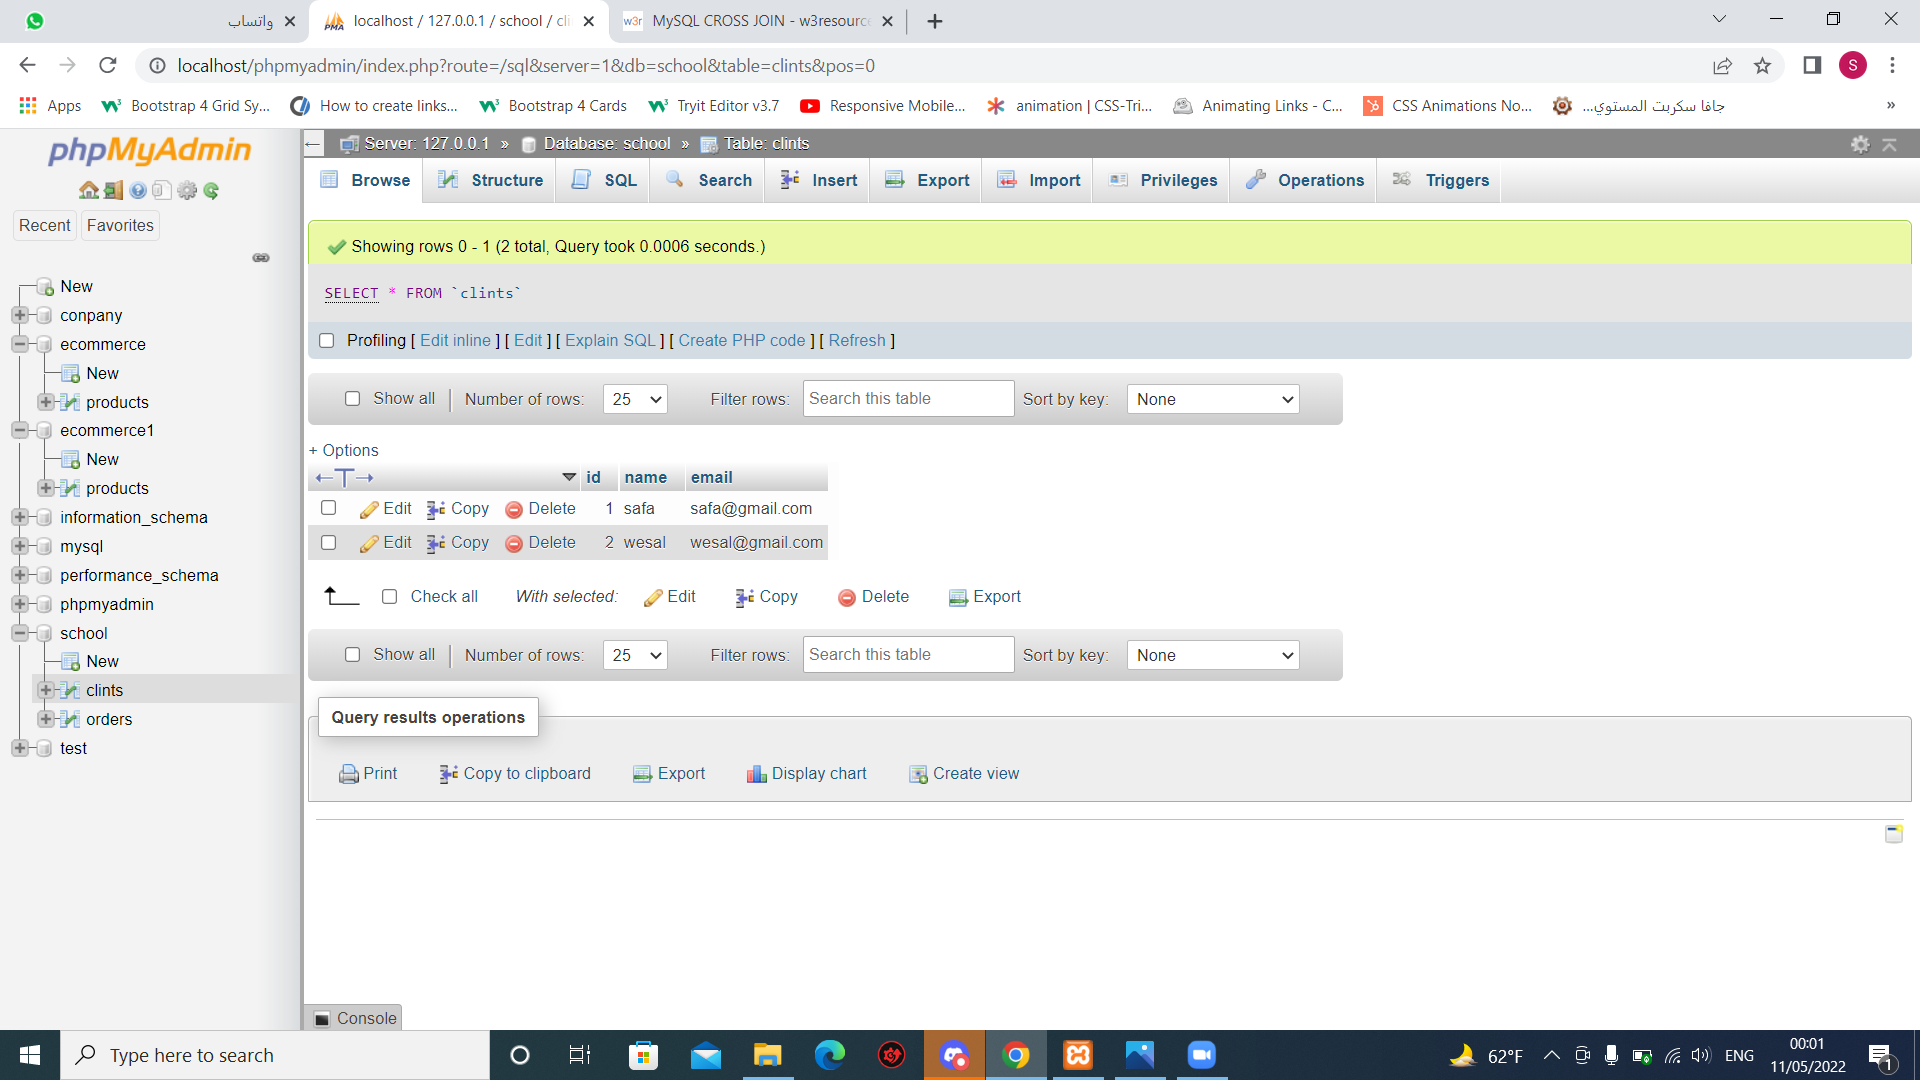 واتساب
localhost / 127.0.0.1 / school / cli
w3r MySQL CROSS JOIN - w3resource
localhost/phpmyadmin/index.php?route=/sql&server=1&db=school&table=clints&pos=0
S
Apps
Bootstrap 4 Grid Sy...
How to create links...
Bootstrap 4 Cards
Tryit Editor v3.7
Responsive Mobile...
animation | CSS-Tri...
Animating Links - C...
CSS Animations No...
جافا سكربت المستوي...
»
phpMyAdmin
Recent
Favorites
New
conpany
ecommerce
New
products
ecommerce1
New
products
information_schema
mysql
performance_schema
phpmyadmin
school
New
clints
orders
test
Server: 127.0.0.1 » Database: school » Table: clints
Browse
Structure
SQL
Search
Insert
Export
Import
Privileges
Operations
Triggers
Showing rows 0 - 1 (2 total, Query took 0.0006 seconds.)
SELECT * FROM `clints`
Profiling [ Edit inline ] [ Edit ] [ Explain SQL ] [ Create PHP code ] [ Refresh ]
Show all
Number of rows: 25
Filter rows: Search this table
Sort by key: None
+ Options
←T→ id name email
Edit Copy Delete 1 safa safa@gmail.com
Edit Copy Delete 2 wesal wesal@gmail.com
Check all With selected: Edit Copy Delete Export
Show all
Number of rows: 25
Filter rows: Search this table
Sort by key: None
Query results operations
Print
Copy to clipboard
Export
Display chart
Create view
Console
Type here to search
62°F
ENG
00:01
11/05/2022
1